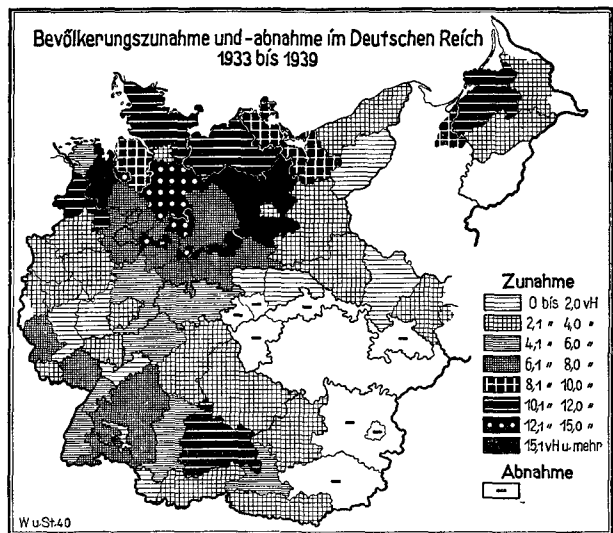 Bevölkerungszunahme und -abnahme im Deutschen Reich
1933 bis 1939
Zunahme
0 bis 2,0 vH
2,1 " 4,0 "
4,1 " 6,0 "
6,1 " 8,0 "
8,1 " 10,0 "
10,1 " 12,0 "
12,1 " 15,0 "
15,1 vH u. mehr
Abnahme
W u. St. 40